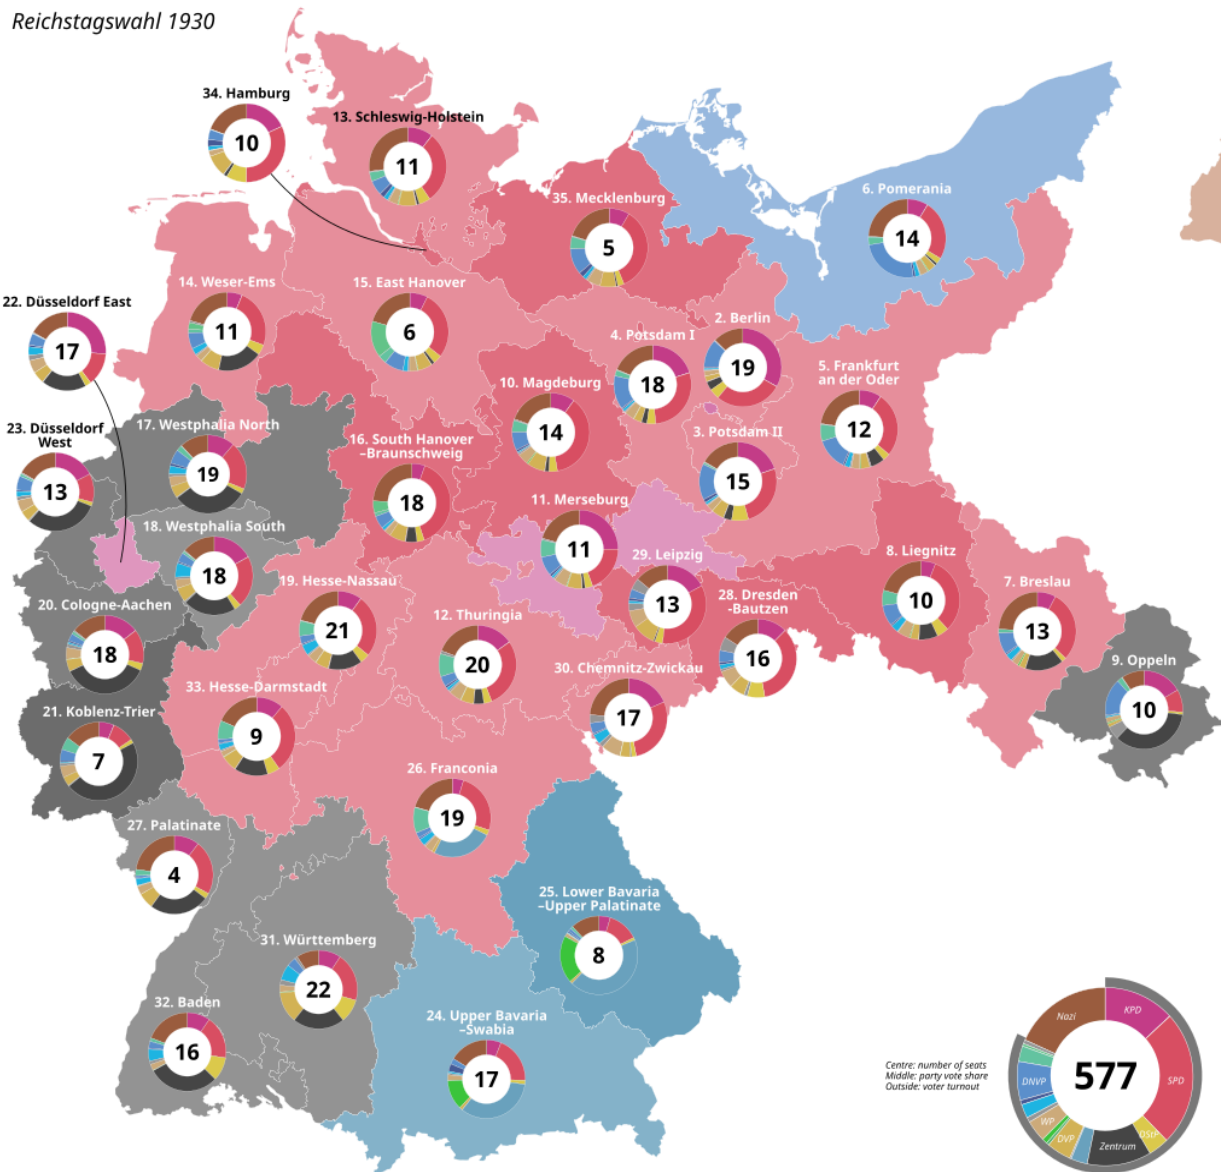 Reichstagswahl 1930
34. Hamburg
10
13. Schleswig-Holstein
11
35. Mecklenburg
5
6. Pomerania
14
14. Weser-Ems
11
15. East Hanover
6
22. Düsseldorf East
17
4. Potsdam I
18
2. Berlin
19
5. Frankfurt
an der Oder
12
10. Magdeburg
14
23. Düsseldorf
West
13
17. Westphalia North
19
16. South Hanover
–Braunschweig
18
3. Potsdam II
15
11. Merseburg
11
18. Westphalia South
18
29. Leipzig
13
8. Liegnitz
10
7. Breslau
13
19. Hesse-Nassau
21
20. Cologne-Aachen
18
12. Thuringia
20
28. Dresden
-Bautzen
16
9. Oppeln
10
30. Chemnitz-Zwickau
17
33. Hesse-Darmstadt
9
21. Koblenz-Trier
7
26. Franconia
19
27. Palatinate
4
25. Lower Bavaria
–Upper Palatinate
8
31. Württemberg
22
32. Baden
16
24. Upper Bavaria
–Swabia
17
Centre: number of seats
Middle: party vote share
Outside: voter turnout
577
Nazi
KPD
SPD
DStP
Zentrum
DVP
WP
DNVP